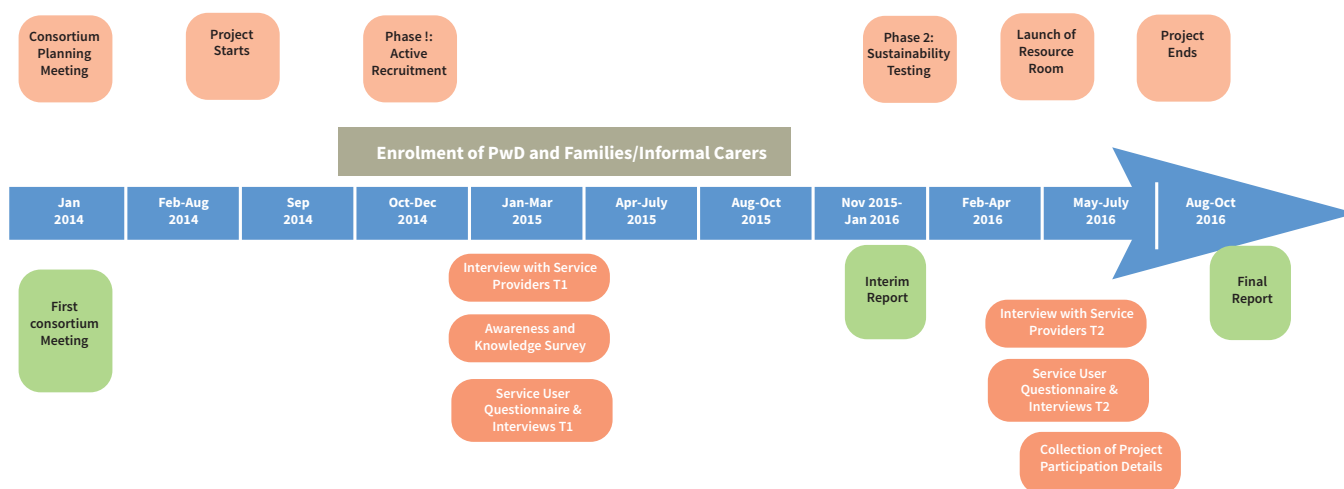 Consortium
Planning
Meeting
Project
Starts
Phase !:
Active
Recruitment
Phase 2:
Sustainability
Testing
Launch of
Resource
Room
Project
Ends
Enrolment of PwD and Families/Informal Carers
Jan
2014
Feb-Aug
2014
Sep
2014
Oct-Dec
2014
Jan-Mar
2015
Apr-July
2015
Aug-Oct
2015
Nov 2015-
Jan 2016
Feb-Apr
2016
May-July
2016
Aug-Oct
2016
First
consortium
Meeting
Interview with Service
Providers T1
Awareness and
Knowledge Survey
Service User
Questionnaire &
Interviews T1
Interim
Report
Interview with Service
Providers T2
Service User
Questionnaire &
Interviews T2
Collection of Project
Participation Details
Final
Report